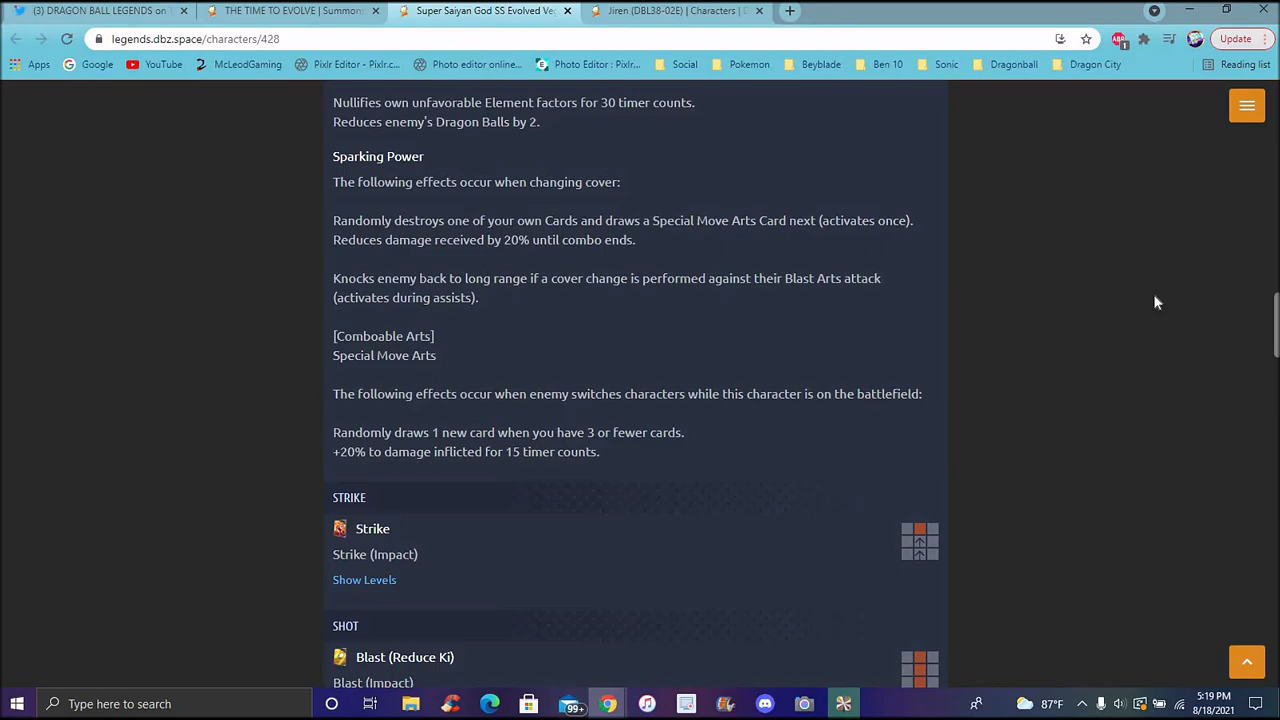 (3) DRAGON BALL LEGENDS on
THE TIME TO EVOLVE | Summon
Super Saiyan God SS Evolved Ve
Jiren (DBL38-02E) | Characters | D
legends.dbz.space/characters/428
1
Update
Apps
Google
YouTube
McLeodGaming
Pixlr Editor - Pixlr.c...
Photo editor online...
Photo Editor : Pixlr...
Social
Pokemon
Beyblade
Ben 10
Sonic
Dragonball
Dragon City
Reading list
Nullifies own unfavorable Element factors for 30 timer counts.
Reduces enemy's Dragon Balls by 2.
Sparking Power
The following effects occur when changing cover:
Randomly destroys one of your own Cards and draws a Special Move Arts Card next (activates once).
Reduces damage received by 20% until combo ends.
Knocks enemy back to long range if a cover change is performed against their Blast Arts attack
(activates during assists).
[Comboable Arts]
Special Move Arts
The following effects occur when enemy switches characters while this character is on the battlefield:
Randomly draws 1 new card when you have 3 or fewer cards.
+20% to damage inflicted for 15 timer counts.
STRIKE
Strike
Strike (Impact)
Show Levels
SHOT
Blast (Reduce Ki)
Blast (Impact)
Type here to search
99+
87°F
5:19 PM
8/18/2021